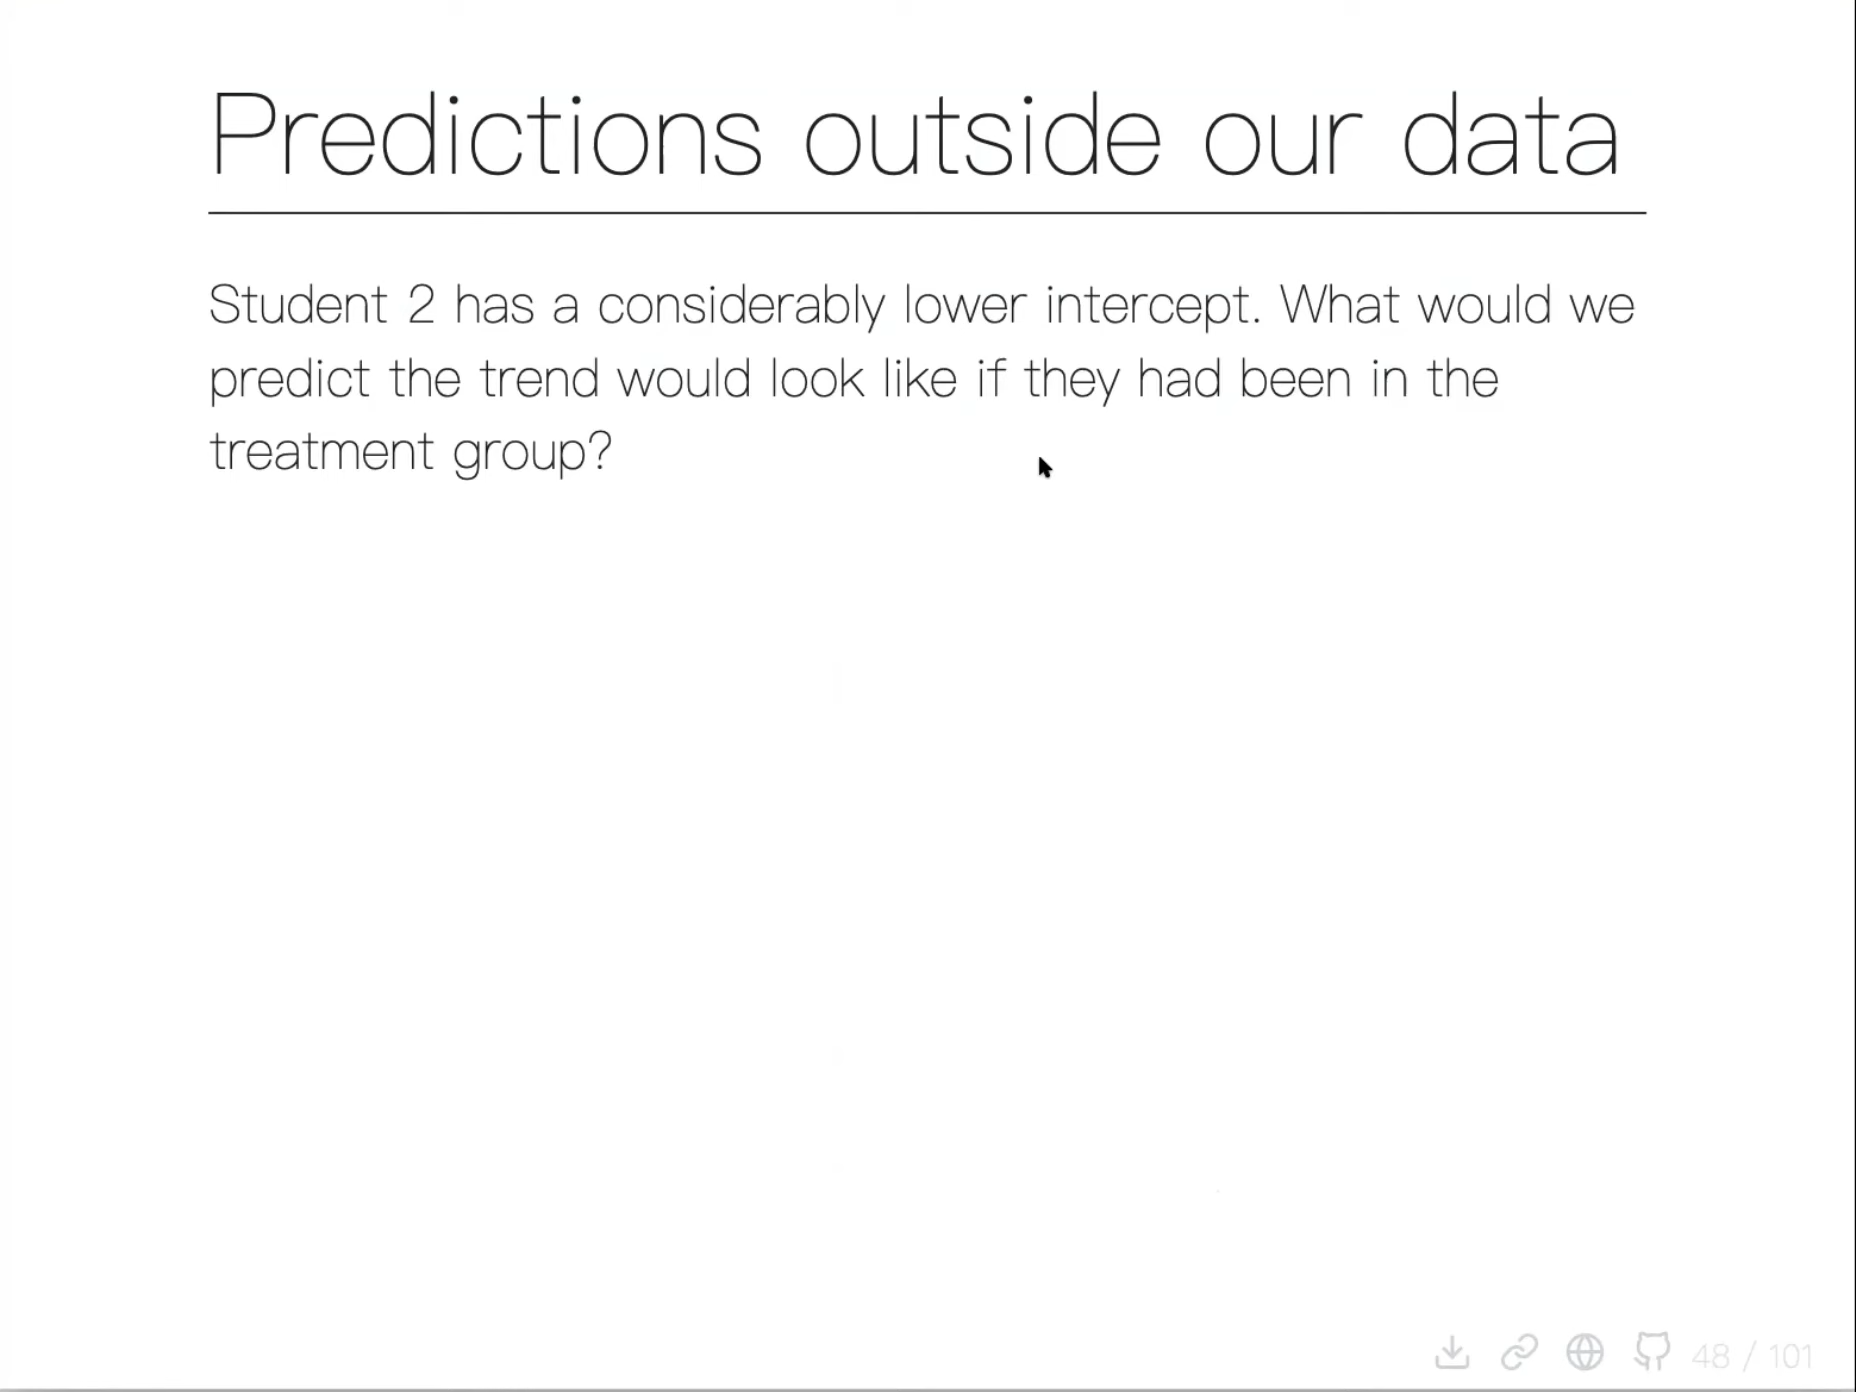 Predictions outside our data
Student 2 has a considerably lower intercept. What would we
predict the trend would look like if they had been in the
treatment group?
48 / 101